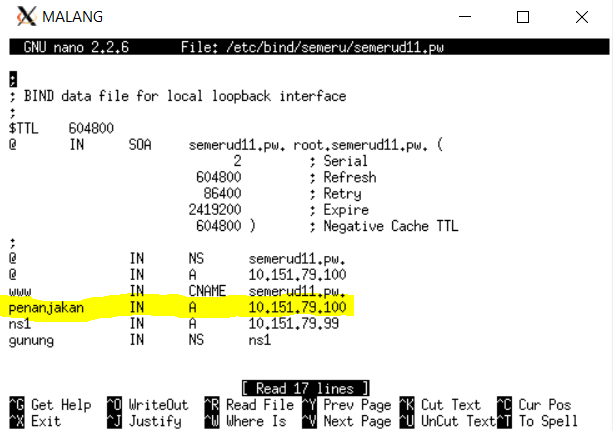 MALANG
GNU nano 2.2.6 File: /etc/bind/semeru/semerud11.pw
;
; BIND data file for local loopback interface
;
$TTL 604800
@ IN SOA semerud11.pw. root.semerud11.pw. (
2 ; Serial
604800 ; Refresh
86400 ; Retry
2419200 ; Expire
604800 ) ; Negative Cache TTL
;
@ IN NS semerud11.pw.
@ IN A 10.151.79.100
www IN CNAME semerud11.pw.
penanjakan IN A 10.151.79.100
ns1 IN A 10.151.79.99
gunung IN NS ns1
[ Read 17 lines ]
^G Get Help ^O WriteOut ^R Read File ^Y Prev Page ^K Cut Text ^C Cur Pos
^X Exit ^J Justify ^W Where Is ^V Next Page ^U UnCut Text ^T To Spell